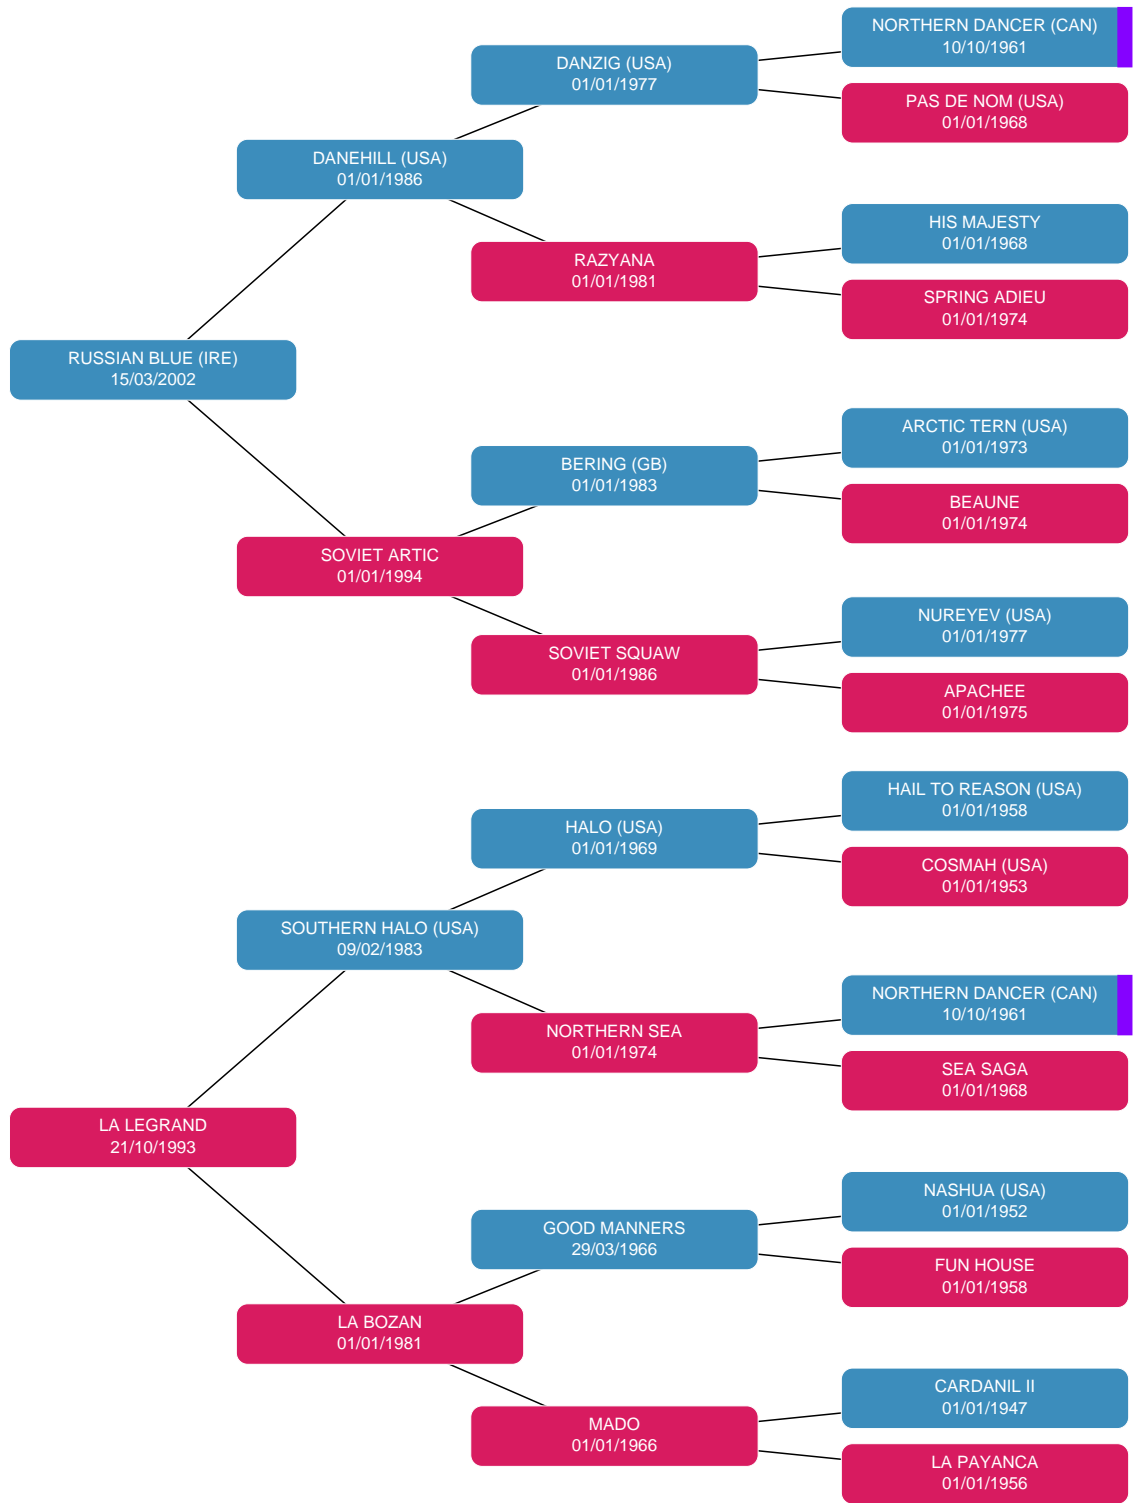 NORTHERN DANCER (CAN)
10/10/1961
DANZIG (USA)
01/01/1977
PAS DE NOM (USA)
01/01/1968
DANEHILL (USA)
01/01/1986
HIS MAJESTY
01/01/1968
RAZYANA
01/01/1981
SPRING ADIEU
01/01/1974
RUSSIAN BLUE (IRE)
15/03/2002
ARCTIC TERN (USA)
01/01/1973
BERING (GB)
01/01/1983
BEAUNE
01/01/1974
SOVIET ARTIC
01/01/1994
NUREYEV (USA)
01/01/1977
SOVIET SQUAW
01/01/1986
APACHEE
01/01/1975
HAIL TO REASON (USA)
01/01/1958
HALO (USA)
01/01/1969
COSMAH (USA)
01/01/1953
SOUTHERN HALO (USA)
09/02/1983
NORTHERN DANCER (CAN)
10/10/1961
NORTHERN SEA
01/01/1974
SEA SAGA
01/01/1968
LA LEGRAND
21/10/1993
NASHUA (USA)
01/01/1952
GOOD MANNERS
29/03/1966
FUN HOUSE
01/01/1958
LA BOZAN
01/01/1981
CARDANIL II
01/01/1947
MADO
01/01/1966
LA PAYANCA
01/01/1956